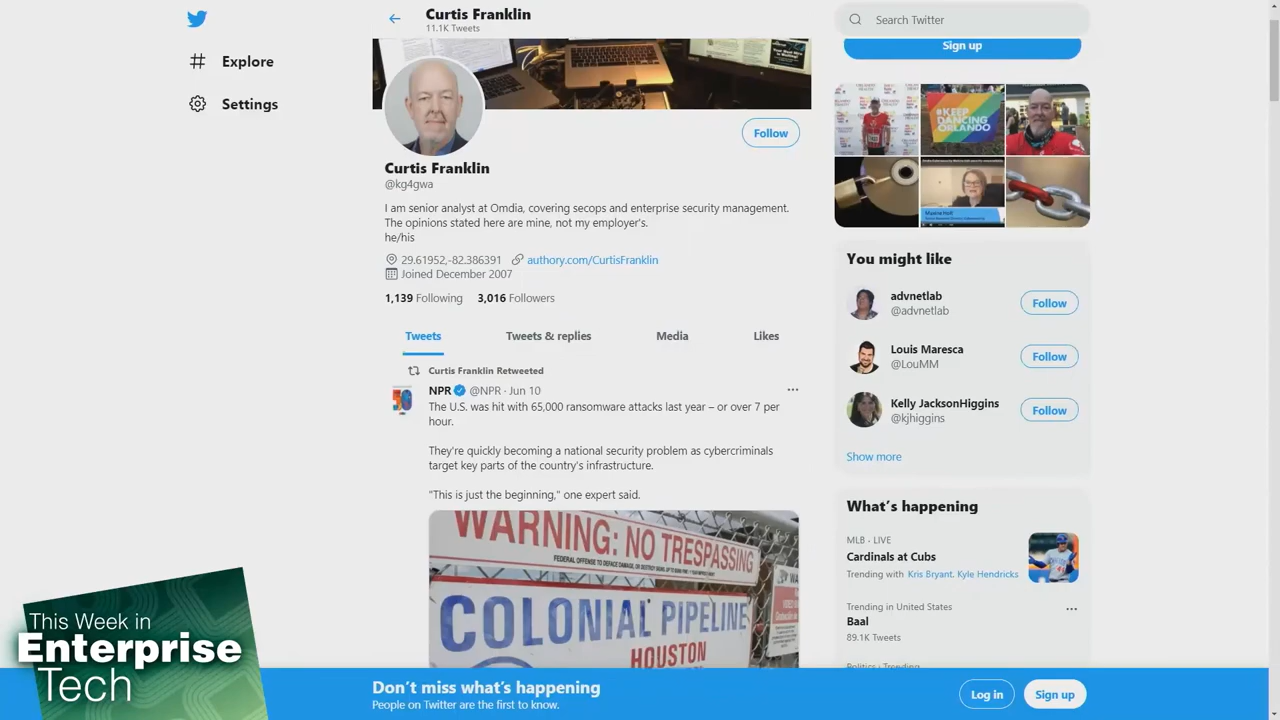 Curtis Franklin
11.1K Tweets
Search Twitter
Sign up
Explore
Settings
Follow
#KEEP
DANCING
ORLANDO
Curtis Franklin
@kg4gwa
I am senior analyst at Omdia, covering secops and enterprise security management.
The opinions stated here are mine, not my employer's.
he/his
29.61952,-82.386391 authory.com/CurtisFranklin
Joined December 2007
1,139 Following 3,016 Followers
Tweets Tweets & replies Media Likes
Curtis Franklin Retweeted
NPR @NPR · Jun 10
The U.S. was hit with 65,000 ransomware attacks last year – or over 7 per
hour.
They're quickly becoming a national security problem as cybercriminals
target key parts of the country's infrastructure.
"This is just the beginning," one expert said.
WARNING: NO TRESPASSING
COLONIAL PIPELINE
HOUSTON
You might like
advnetlab
@advnetlab
Follow
Louis Maresca
@LouMM
Follow
Kelly JacksonHiggins
@kjhiggins
Follow
Show more
What's happening
MLB · LIVE
Cardinals at Cubs
Trending with Kris Bryant, Kyle Hendricks
Trending in United States
Baal
89.1K Tweets
Politics · Trending
This Week in
Enterprise
Tech
Don't miss what's happening
People on Twitter are the first to know.
Log in
Sign up